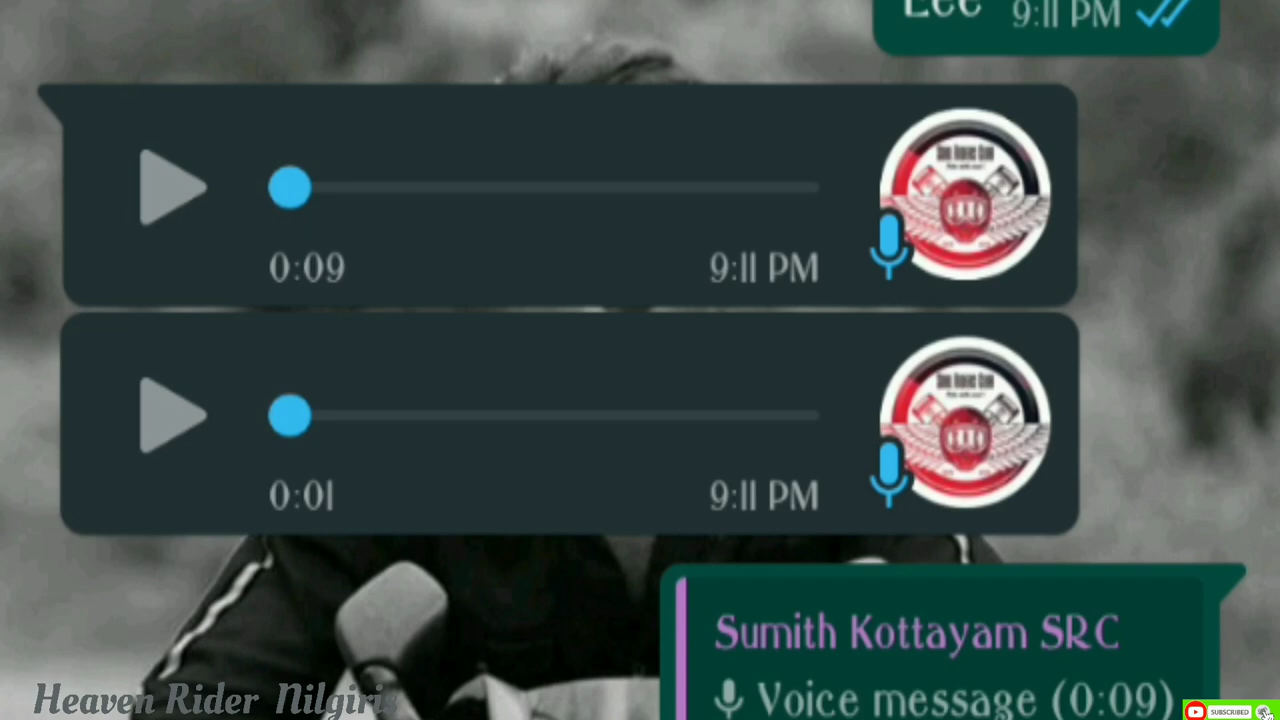 Lee 9:11 PM
0:09 9:11 PM
0:01 9:11 PM
Sumith Kottayam SRC
Voice message (0:09)
Heaven Rider Nilgiris
SUBSCRIBED